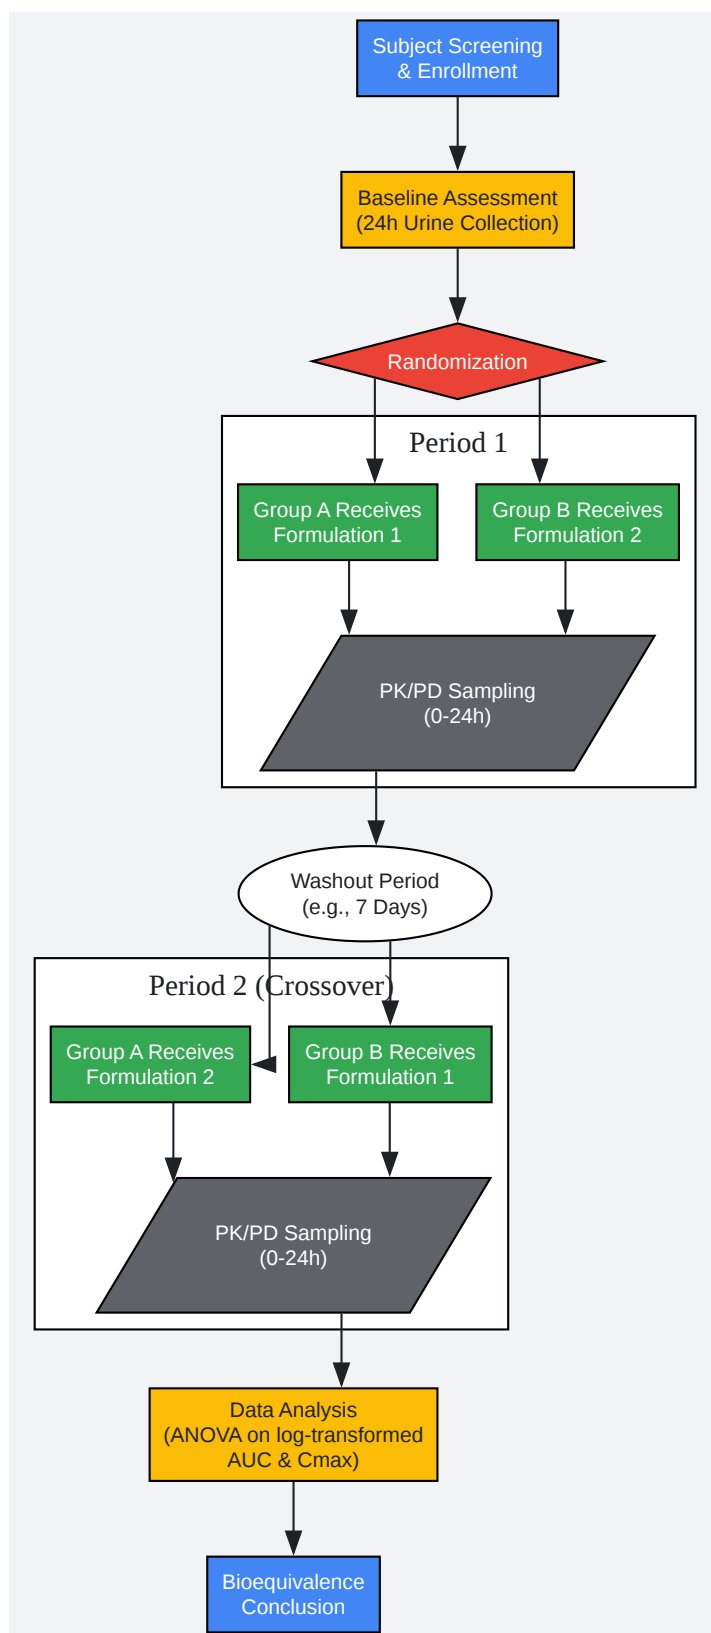 Subject Screening
& Enrollment
Baseline Assessment
(24h Urine Collection)
Randomization
Period 1
Group A Receives
Formulation 1
Group B Receives
Formulation 2
PK/PD Sampling
(0-24h)
Washout Period
(e.g., 7 Days)
Period 2 (Crossover)
Group A Receives
Formulation 2
Group B Receives
Formulation 1
PK/PD Sampling
(0-24h)
Data Analysis
(ANOVA on log-transformed
AUC & Cmax)
Bioequivalence
Conclusion